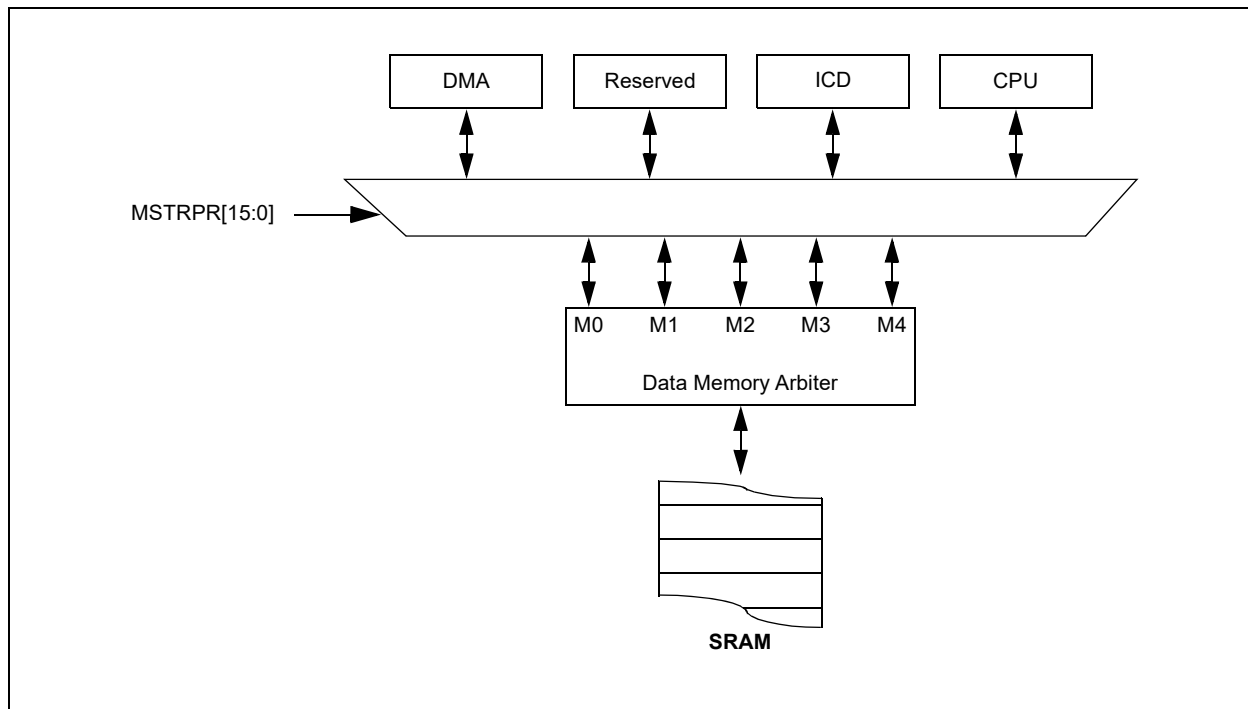 DMA
Reserved
ICD
CPU
MSTRPR[15:0]
M0 M1 M2 M3 M4
Data Memory Arbiter
SRAM